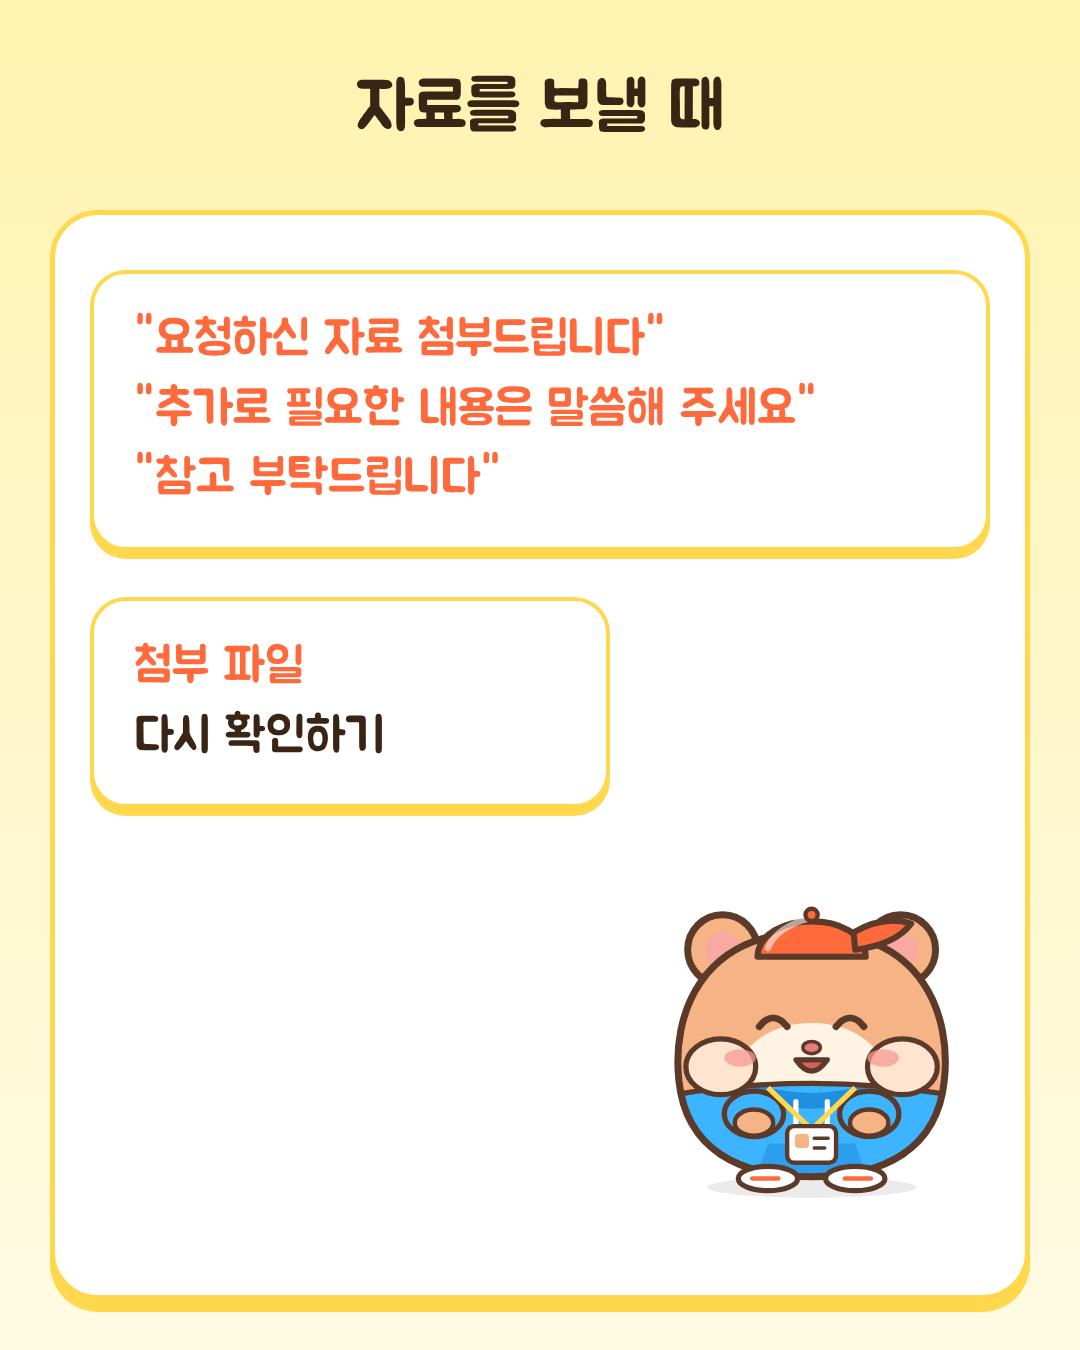 자료를 보낼 때
"요청하신 자료 첨부드립니다"
"추가로 필요한 내용은 말씀해 주세요"
"참고 부탁드립니다"
첨부 파일
다시 확인하기